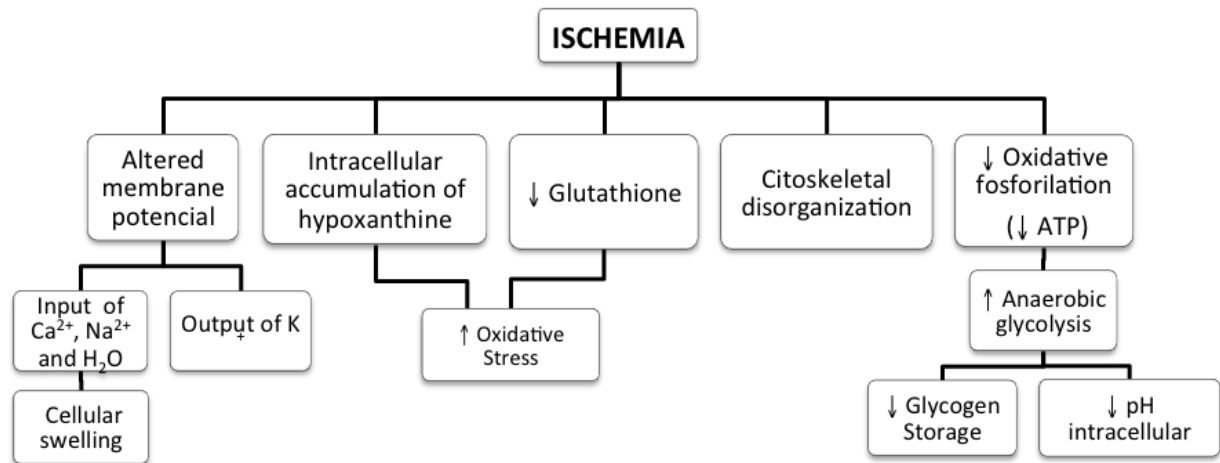 ISCHEMIA
Altered
membrane
potencial
Intracellular
accumulation of
hypoxanthine
↓ Glutathione
Citoskeletal
disorganization
↓ Oxidative
fosforilation
(↓ ATP)
Input of
Ca²⁺, Na²⁺
and H₂O
Output of K
+
↑ Oxidative
Stress
↑ Anaerobic
glycolysis
Cellular
swelling
↓ Glycogen
Storage
↓ pH
intracellular